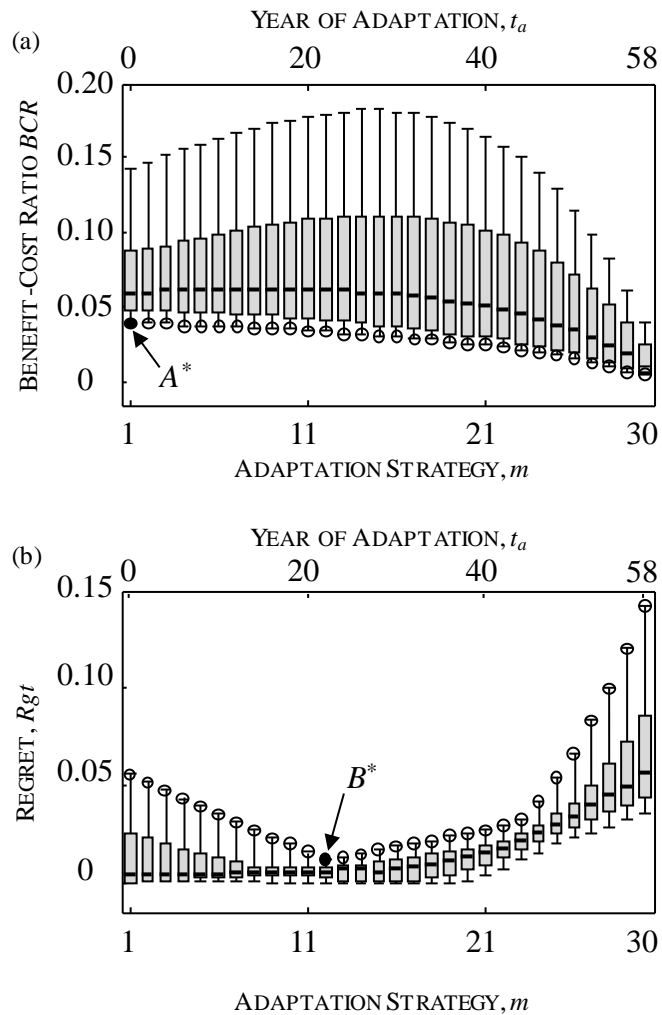 YEAR OF ADAPTATION, t_a
(a)
0 20 40 58
0.20
0.15
0.10
0.05
0
BENEFIT-COST RATIO BCR
A*
1 11 21 30
ADAPTATION STRATEGY, m
YEAR OF ADAPTATION, t_a
(b)
0 20 40 58
0.15
0.10
0.05
0
REGRET, Rgt
B*
1 11 21 30
ADAPTATION STRATEGY, m